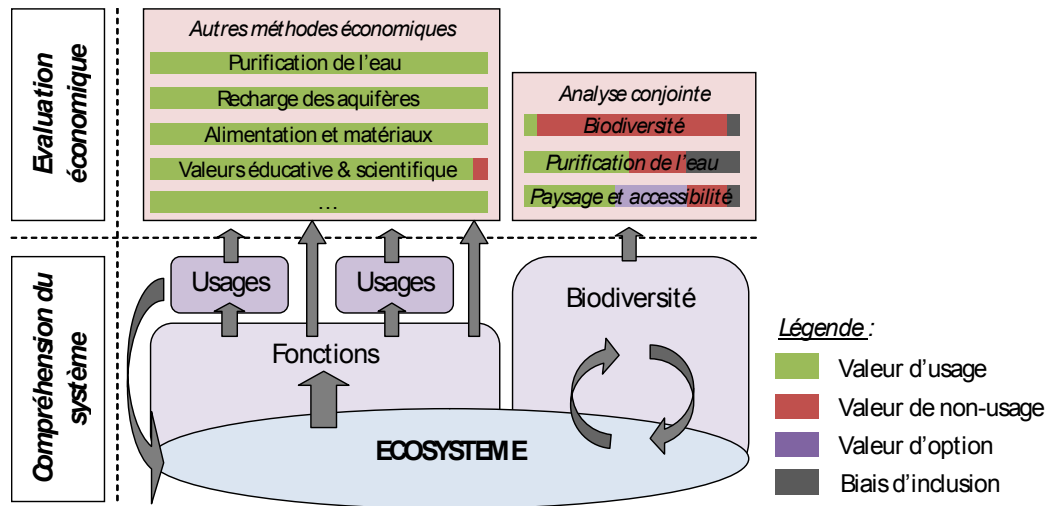 Evaluation
économique
Autres méthodes économiques
Purification de l'eau
Recharge des aquifères
Alimentation et matériaux
Valeurs éducative & scientifique
…
Analyse conjointe
Biodiversité
Purification de l'eau
Paysage et accessibilité
Compréhension du
système
Usages
Usages
Fonctions
Biodiversité
ECOSYSTEME
Légende :
Valeur d'usage
Valeur de non-usage
Valeur d'option
Biais d'inclusion